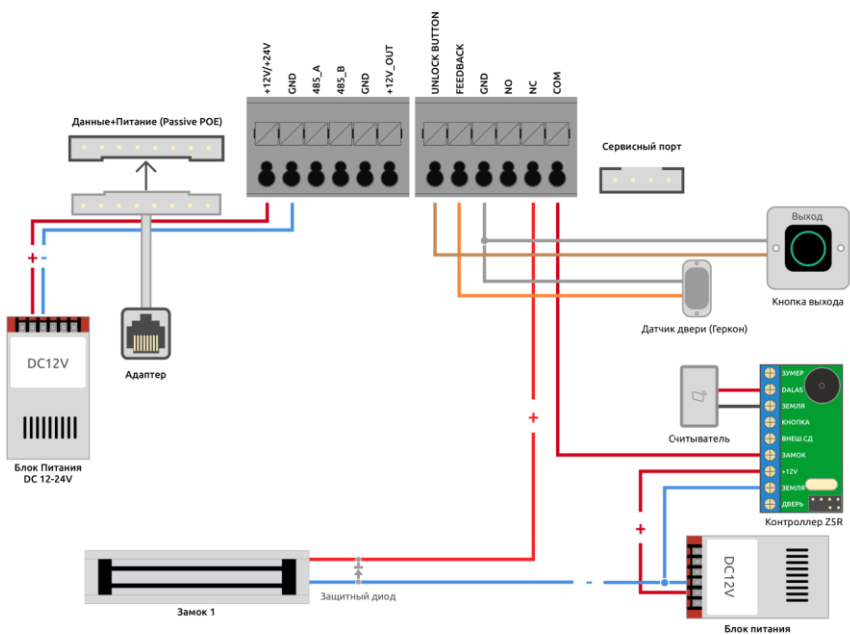 +12V/+24V
GND
485_A
485_B
GND
+12V_OUT
UNLOCK BUTTON
FEEDBACK
GND
NO
NC
COM
Данные+Питание (Passive POE)
Сервисный порт
Выход
Кнопка выхода
+ -
Датчик двери (Геркон)
DC12V
Адаптер
Блок Питания
DC 12-24V
ЗУМЕР
DALAS
ЗЕМЛЯ
КНОПКА
ВНЕШ.СД
ЗАМОК
+12V
ЗЕМЛЯ
ДВЕРЬ
Считыватель
+
Контроллер Z5R
+
DC12V
-
Защитный диод
Замок 1
Блок питания